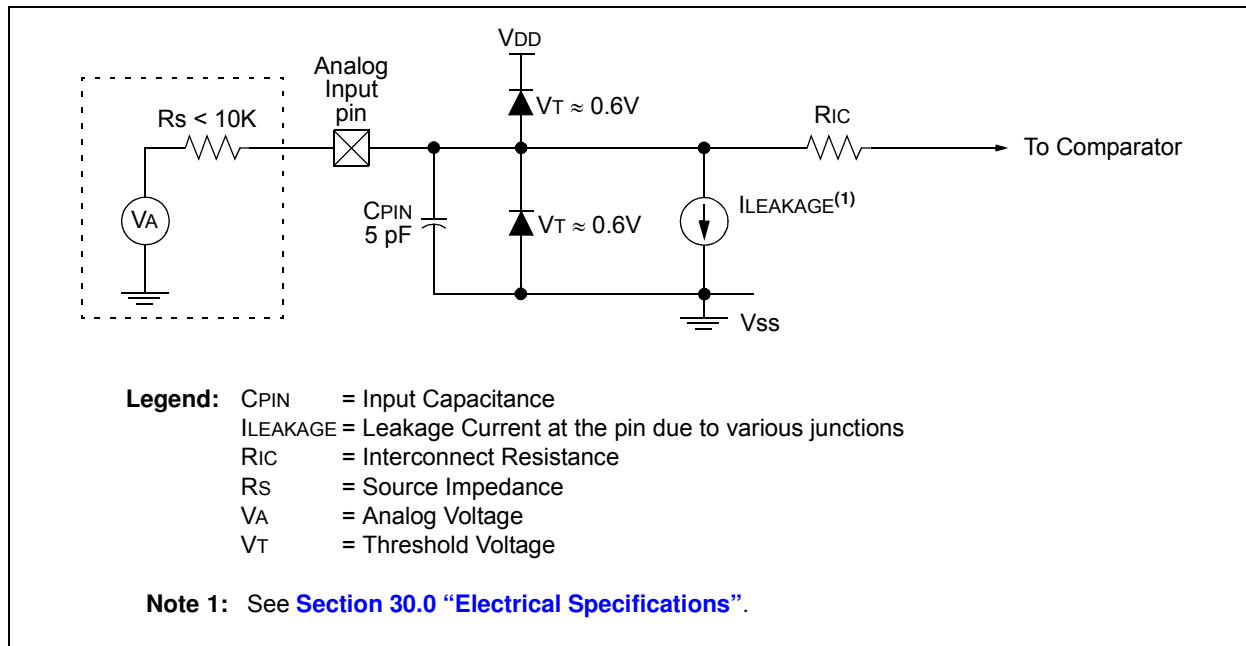 VDD
Analog
Input
pin
Rs < 10K
VT ≈ 0.6V
RIC
To Comparator
VA
CPIN
5 pF
VT ≈ 0.6V
ILEAKAGE(1)
Vss
Legend: CPIN = Input Capacitance
ILEAKAGE = Leakage Current at the pin due to various junctions
RIC = Interconnect Resistance
RS = Source Impedance
VA = Analog Voltage
VT = Threshold Voltage
Note 1: See Section 30.0 “Electrical Specifications”.